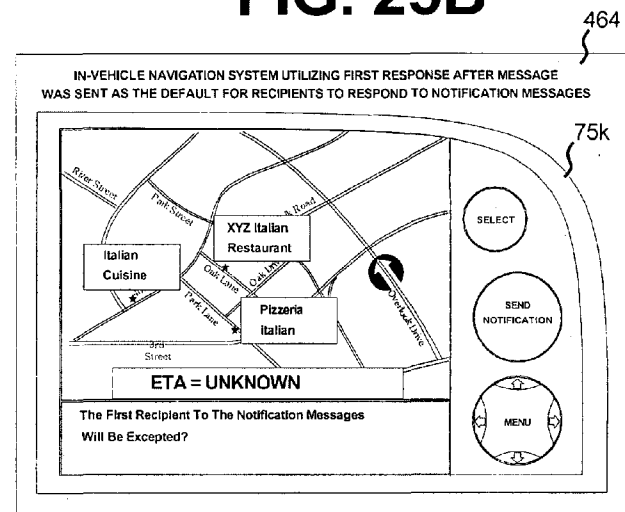 FIG. 25B
464
IN-VEHICLE NAVIGATION SYSTEM UTILIZING FIRST RESPONSE AFTER MESSAGE
WAS SENT AS THE DEFAULT FOR RECIPIENTS TO RESPOND TO NOTIFICATION MESSAGES
75k
River Street
Park Street
Road
XYZ Italian
Restaurant
SELECT
Italian
Cuisine
Oak Lane
Park Lane
Overlook Drive
Pizzeria
italian
SEND
NOTIFICATION
3rd
Street
ETA = UNKNOWN
MENU
The First Recipient To The Notification Messages
Will Be Excepted?